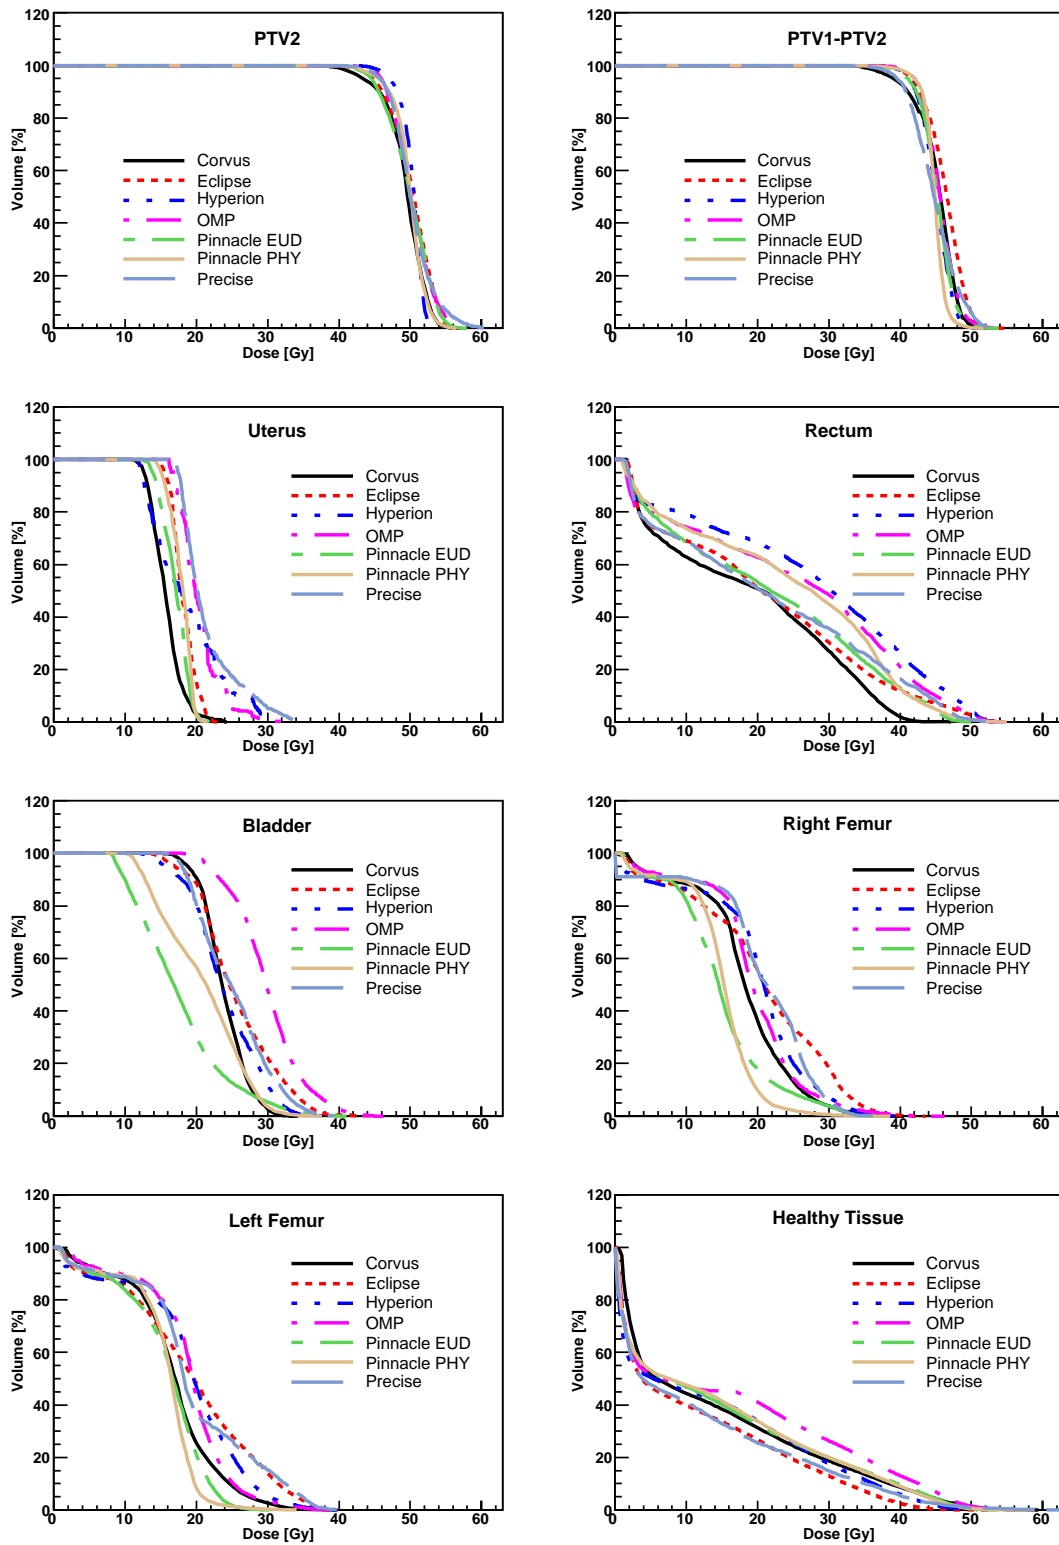 PTV2
Volume [%]
120
100
80
60
40
20
0
Corvus
Eclipse
Hyperion
OMP
Pinnacle EUD
Pinnacle PHY
Precise
0 10 20 30 40 50 60
Dose [Gy]
PTV1-PTV2
Volume [%]
120
100
80
60
40
20
0
Corvus
Eclipse
Hyperion
OMP
Pinnacle EUD
Pinnacle PHY
Precise
0 10 20 30 40 50 60
Dose [Gy]
Uterus
Volume [%]
120
100
80
60
40
20
0
Corvus
Eclipse
Hyperion
OMP
Pinnacle EUD
Pinnacle PHY
Precise
0 10 20 30 40 50 60
Dose [Gy]
Rectum
Volume [%]
120
100
80
60
40
20
0
Corvus
Eclipse
Hyperion
OMP
Pinnacle EUD
Pinnacle PHY
Precise
0 10 20 30 40 50 60
Dose [Gy]
Bladder
Volume [%]
120
100
80
60
40
20
0
Corvus
Eclipse
Hyperion
OMP
Pinnacle EUD
Pinnacle PHY
Precise
0 10 20 30 40 50 60
Dose [Gy]
Right Femur
Volume [%]
120
100
80
60
40
20
0
Corvus
Eclipse
Hyperion
OMP
Pinnacle EUD
Pinnacle PHY
Precise
0 10 20 30 40 50 60
Dose [Gy]
Left Femur
Volume [%]
120
100
80
60
40
20
0
Corvus
Eclipse
Hyperion
OMP
Pinnacle EUD
Pinnacle PHY
Precise
0 10 20 30 40 50 60
Dose [Gy]
Healthy Tissue
Volume [%]
120
100
80
60
40
20
0
Corvus
Eclipse
Hyperion
OMP
Pinnacle EUD
Pinnacle PHY
Precise
0 10 20 30 40 50 60
Dose [Gy]